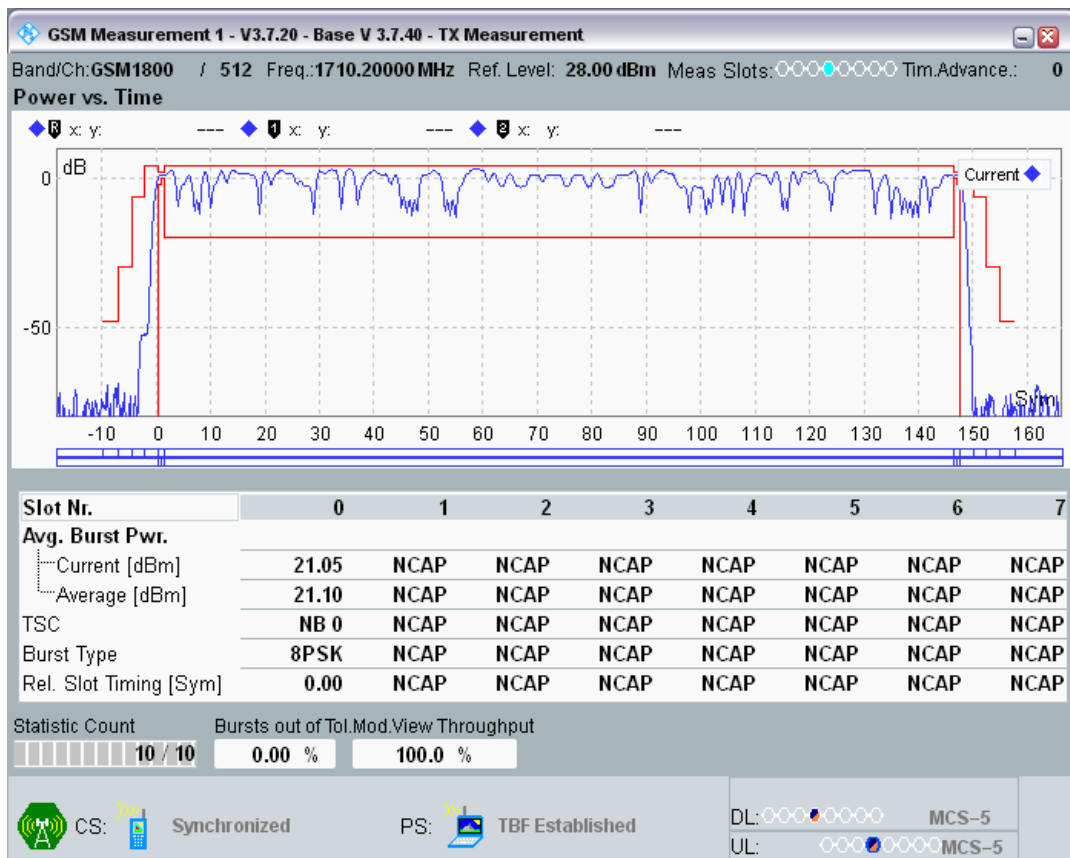 GSM Measurement 1 - V3.7.20 - Base V 3.7.40 - TX Measurement
Band/Ch:GSM1800 / 512 Freq.:1710.20000 MHz Ref. Level: 28.00 dBm Meas Slots: Tim.Advance.: 0
Power vs. Time
R x: y: --- 1 x: y: --- 2 x: y: ---
dB
Current
0
-50
Sym
-10 0 10 20 30 40 50 60 70 80 90 100 110 120 130 140 150 160
Slot Nr. 0 1 2 3 4 5 6 7
Avg. Burst Pwr.
Current [dBm] 21.05 NCAP NCAP NCAP NCAP NCAP NCAP NCAP
Average [dBm] 21.10 NCAP NCAP NCAP NCAP NCAP NCAP NCAP
TSC NB 0 NCAP NCAP NCAP NCAP NCAP NCAP NCAP
Burst Type 8PSK NCAP NCAP NCAP NCAP NCAP NCAP NCAP
Rel. Slot Timing [Sym] 0.00 NCAP NCAP NCAP NCAP NCAP NCAP NCAP
Statistic Count Bursts out of Tol.Mod.View Throughput
10 / 10 0.00 % 100.0 %
CS: Synchronized PS: TBF Established
DL: MCS-5
UL: MCS-5